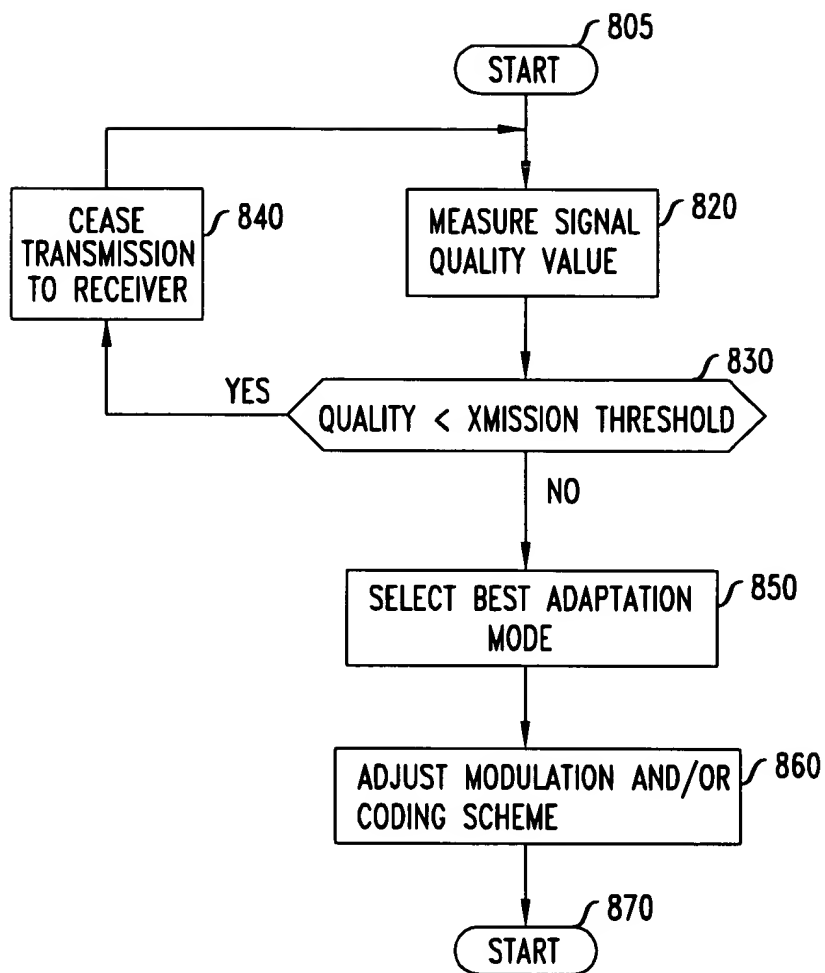 805
START
CEASE
TRANSMISSION
TO RECEIVER
840
MEASURE SIGNAL
QUALITY VALUE
820
830
YES
QUALITY < XMISSION THRESHOLD
NO
SELECT BEST ADAPTATION
MODE
850
ADJUST MODULATION AND/OR
CODING SCHEME
860
870
START